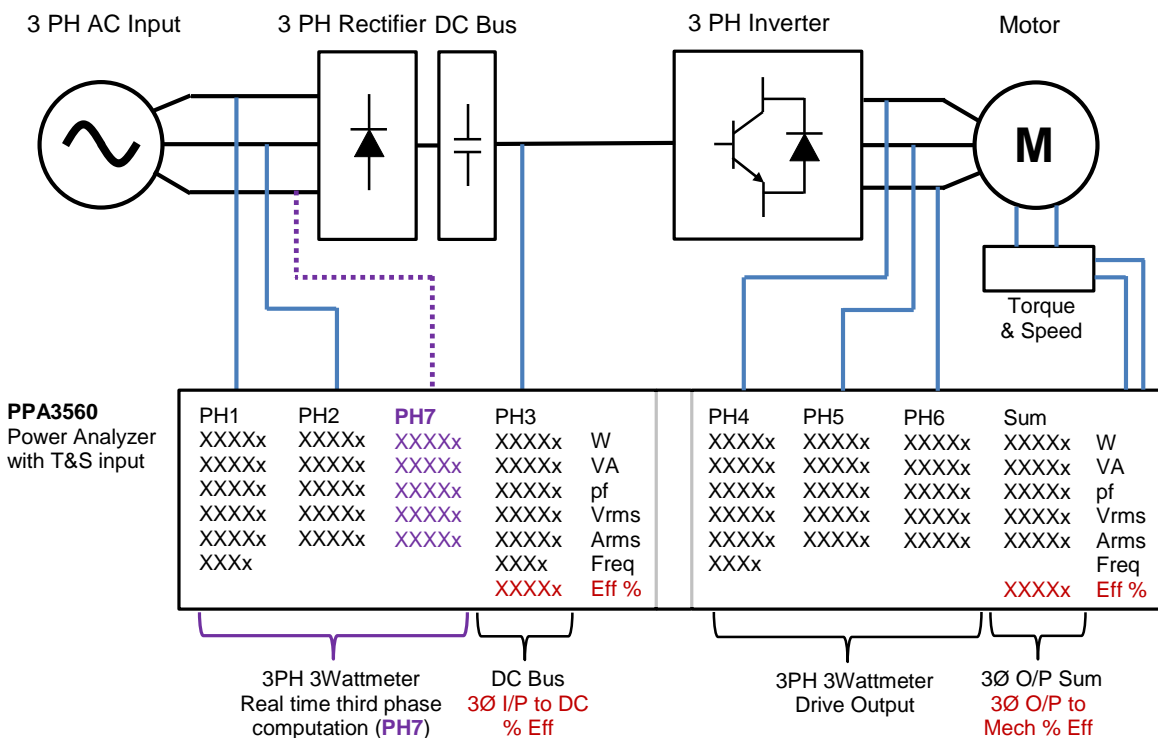 3 PH AC Input 3 PH Rectifier DC Bus 3 PH Inverter Motor
M
Torque
& Speed
PPA3560
Power Analyzer
with T&S input
PH1 PH2 PH7 PH3 PH4 PH5 PH6 Sum
XXXXx XXXXx XXXXx XXXXx W XXXXx XXXXx XXXXx XXXXx W
XXXXx XXXXx XXXXx XXXXx VA XXXXx XXXXx XXXXx XXXXx VA
XXXXx XXXXx XXXXx XXXXx pf XXXXx XXXXx XXXXx XXXXx pf
XXXXx XXXXx XXXXx XXXXx Vrms XXXXx XXXXx XXXXx XXXXx Vrms
XXXXx XXXXx XXXXx XXXXx Arms XXXXx XXXXx XXXXx XXXXx Arms
XXXx XXXx Freq XXXx Freq
XXXXx Eff % XXXXx Eff %
3PH 3Wattmeter
Real time third phase
computation (PH7)
DC Bus
3Ø I/P to DC
% Eff
3PH 3Wattmeter
Drive Output
3Ø O/P Sum
3Ø O/P to
Mech % Eff